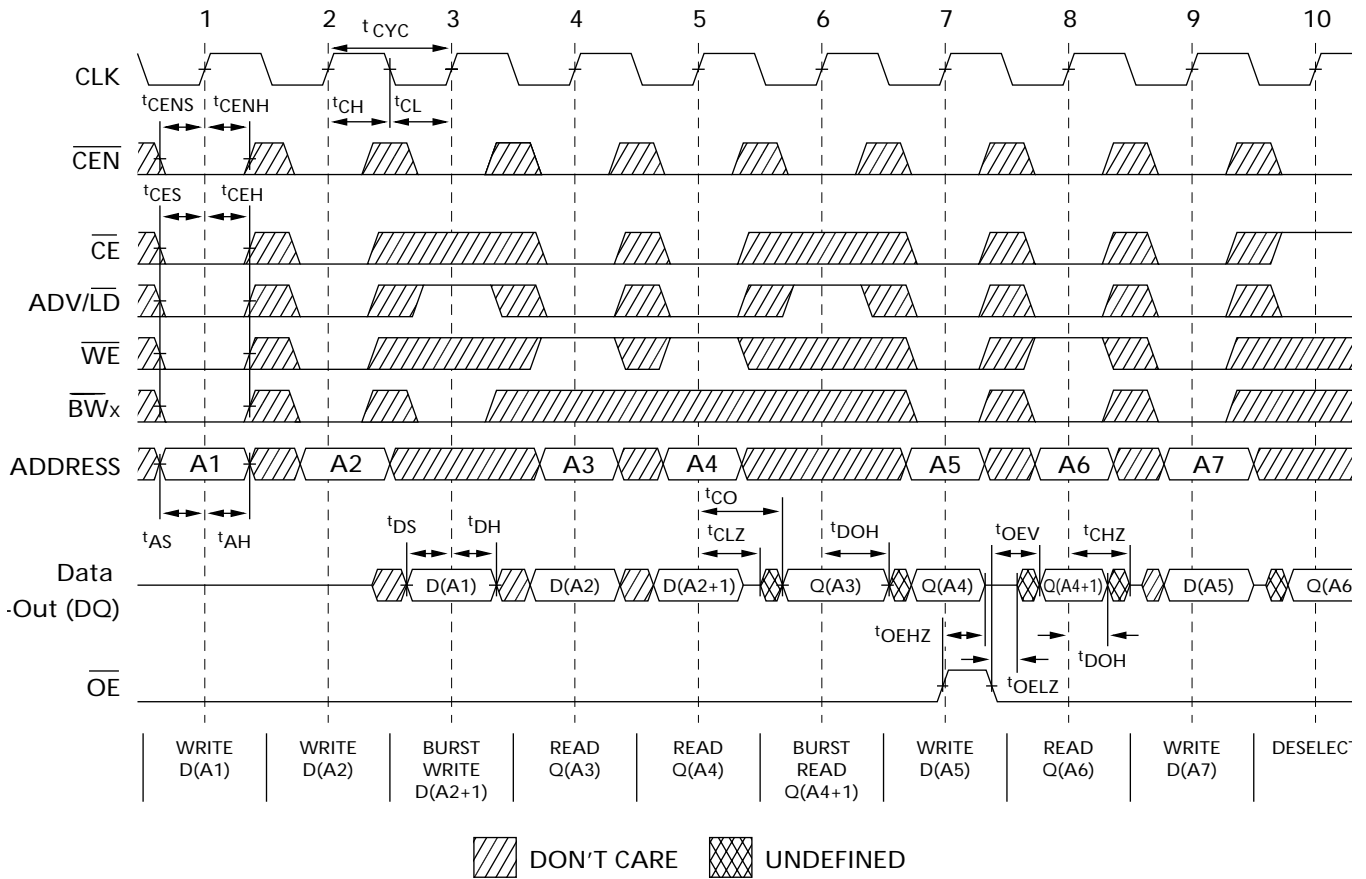 1 2 3 4 5 6 7 8 9 10
t CYC
CLK
tCENS tCENH tCH tCL
CEN
tCES tCEH
CE
ADV/LD
WE
BWx
ADDRESS A1 A2 A3 A4 A5 A6 A7
tCO
tDS tDH tCLZ tDOH tOEV tCHZ
tAS tAH
Data
-Out (DQ)
D(A1) D(A2) D(A2+1) Q(A3) Q(A4) Q(A4+1) D(A5) Q(A6
tOEHZ tDOH
tOELZ
OE
WRITE
D(A1)
WRITE
D(A2)
BURST
WRITE
D(A2+1)
READ
Q(A3)
READ
Q(A4)
BURST
READ
Q(A4+1)
WRITE
D(A5)
READ
Q(A6)
WRITE
D(A7)
DESELECT
DON'T CARE UNDEFINED